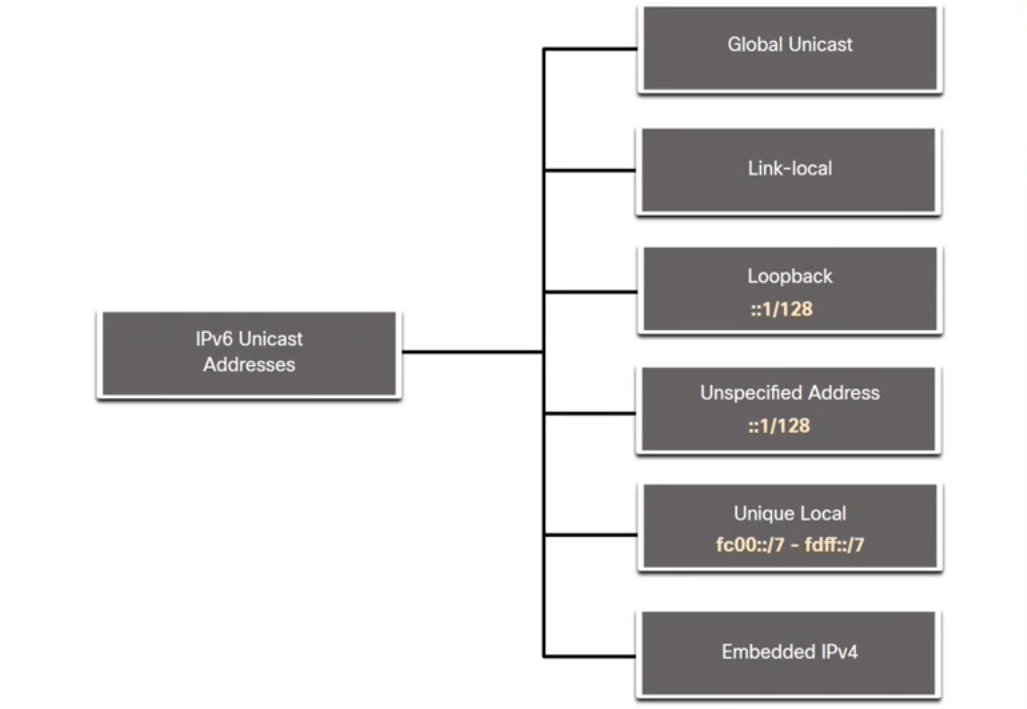 Global Unicast
Link-local
Loopback
::1/128
IPv6 Unicast
Addresses
Unspecified Address
::1/128
Unique Local
fc00::/7 - fdff::/7
Embedded IPv4